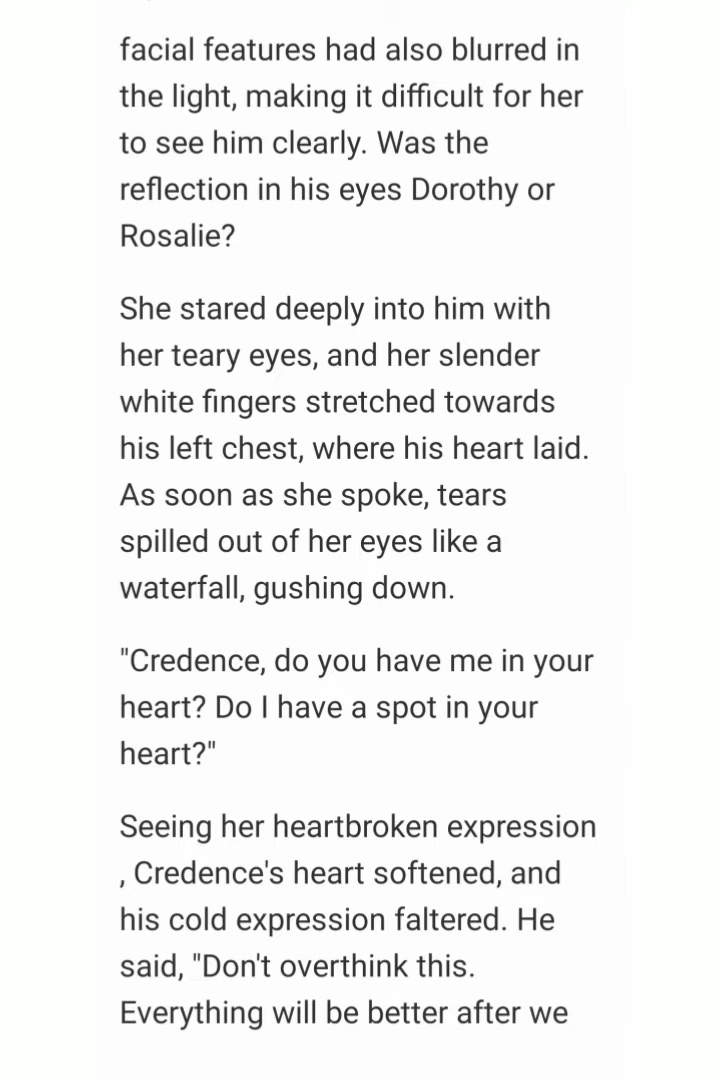 facial features had also blurred in
the light, making it difficult for her
to see him clearly. Was the
reflection in his eyes Dorothy or
Rosalie?
She stared deeply into him with
her teary eyes, and her slender
white fingers stretched towards
his left chest, where his heart laid.
As soon as she spoke, tears
spilled out of her eyes like a
waterfall, gushing down.
"Credence, do you have me in your
heart? Do I have a spot in your
heart?"
Seeing her heartbroken expression
, Credence's heart softened, and
his cold expression faltered. He
said, "Don't overthink this.
Everything will be better after we